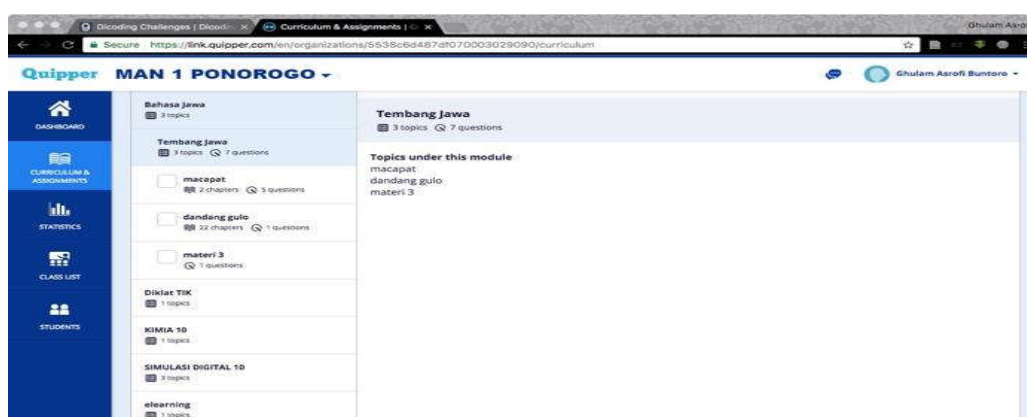 Dicoding Challenges | Dicodi
Curriculum & Assignments |
Ghulam Asro
Secure https://link.quipper.com/en/organizations/5538c6d487df070003029090/curriculum
Quipper MAN 1 PONOROGO
Ghulam Asrofi Buntoro
DASHBOARD
CURRICULUM &
ASSIGNMENTS
STATISTICS
CLASS LIST
STUDENTS
Bahasa Jawa
3 topics
Tembang Jawa
3 topics 7 questions
macapat
2 chapters 5 questions
dandang gulo
22 chapters 1 questions
materi 3
1 questions
Diklat TIK
1 topics
KIMIA 10
1 topics
SIMULASI DIGITAL 10
3 topics
elearning
1 topics
Tembang Jawa
3 topics 7 questions
Topics under this module
macapat
dandang gulo
materi 3